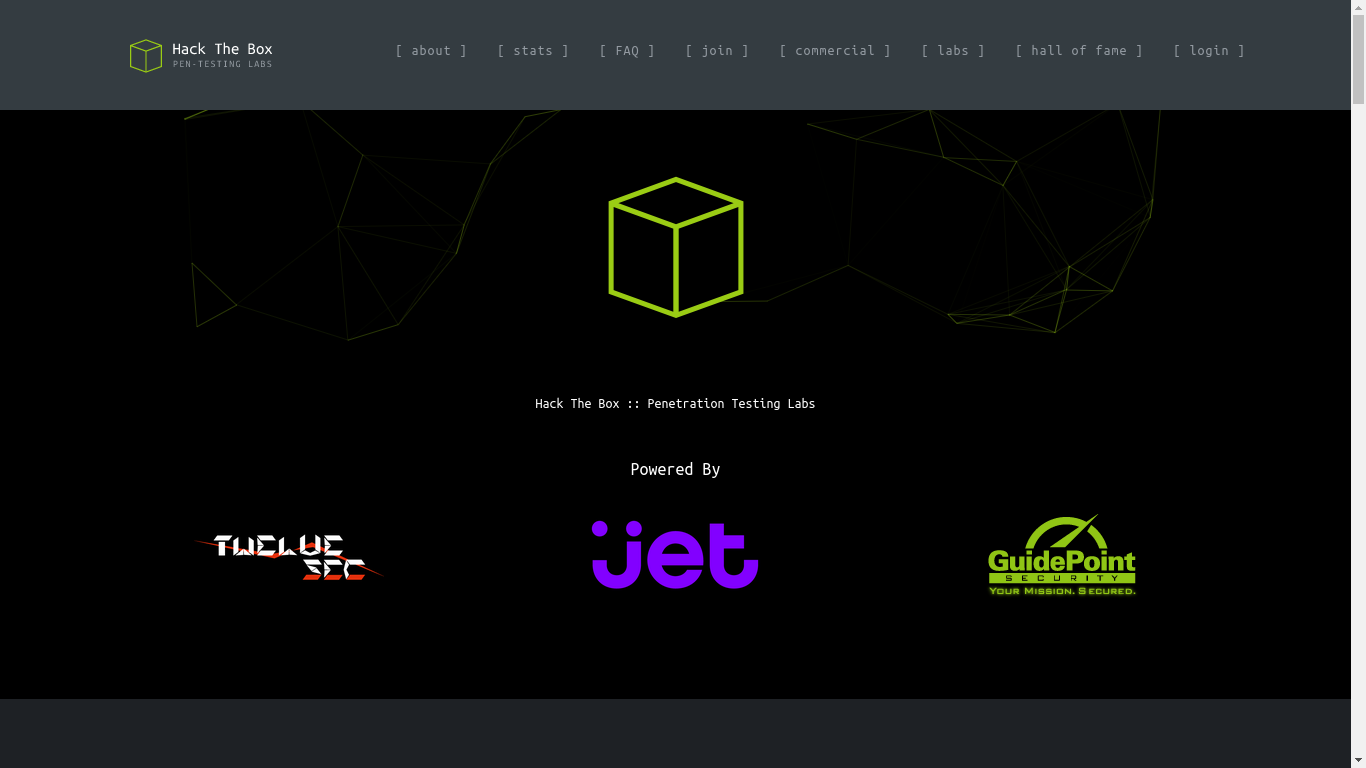 Hack The Box
PEN-TESTING LABS
[ about ] [ stats ] [ FAQ ] [ join ] [ commercial ] [ labs ] [ hall of fame ] [ login ]
Hack The Box :: Penetration Testing Labs
Powered By
TWELVE
SEC
jet
GuidePoint
SECURITY
YOUR MISSION. SECURED.